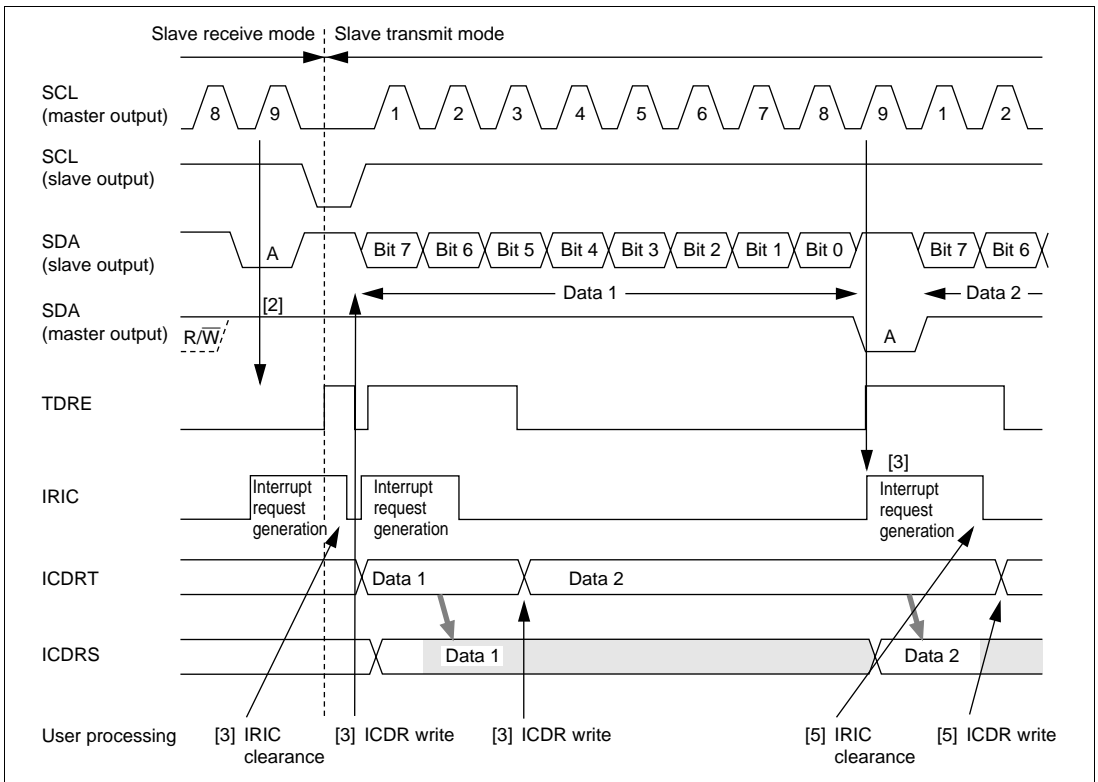 Slave receive mode
Slave transmit mode
SCL
(master output)
8 9 1 2 3 4 5 6 7 8 9 1 2
SCL
(slave output)
SDA
(slave output)
A
Bit 7 Bit 6 Bit 5 Bit 4 Bit 3 Bit 2 Bit 1 Bit 0
Bit 7 Bit 6
[2]
Data 1
Data 2
SDA
(master output)
R/W̅
A
TDRE
[3]
IRIC
Interrupt
request
generation
Interrupt
request
generation
Interrupt
request
generation
ICDRT
Data 1
Data 2
ICDRS
Data 1
Data 2
User processing
[3] IRIC
clearance
[3] ICDR write
[3] ICDR write
[5] IRIC
clearance
[5] ICDR write